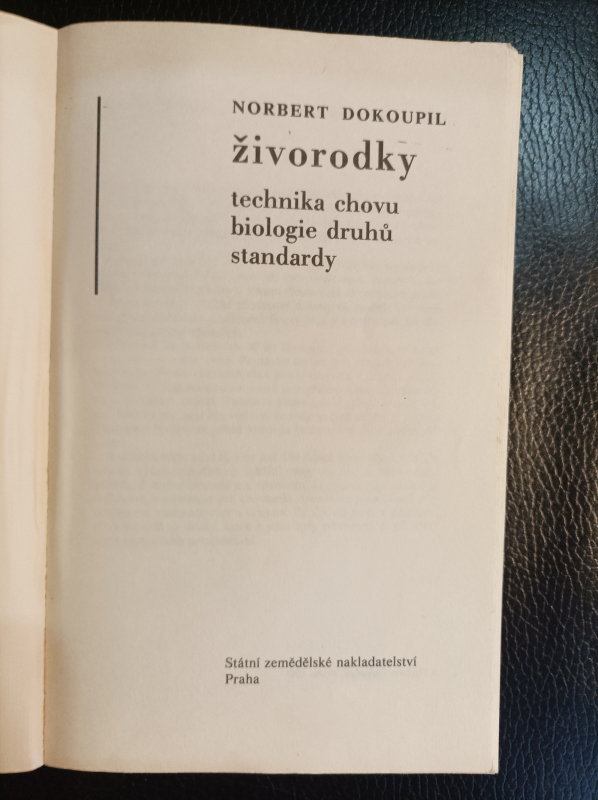 NORBERT DOKOUPIL
živorodky
technika chovu
biologie druhů
standardy
Státní zemědělské nakladatelství
Praha